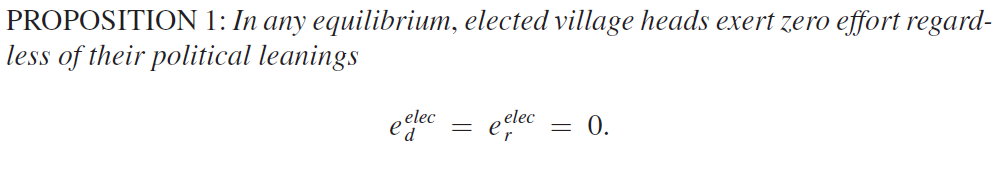 PROPOSITION 1: In any equilibrium, elected village heads exert zero effort regard-
less of their political leanings
e_d^{elec} = e_r^{elec} = 0.